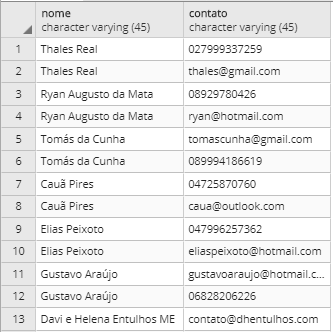 nome contato
character varying (45) character varying (45)
1 Thales Real 027999337259
2 Thales Real thales@gmail.com
3 Ryan Augusto da Mata 08929780426
4 Ryan Augusto da Mata ryan@hotmail.com
5 Tomás da Cunha tomascunha@gmail.com
6 Tomás da Cunha 089994186619
7 Cauã Pires 04725870760
8 Cauã Pires caua@outlook.com
9 Elias Peixoto 047996257362
10 Elias Peixoto eliaspeixoto@hotmail.com
11 Gustavo Araújo gustavoaraujo@hotmail.c...
12 Gustavo Araújo 06828206226
13 Davi e Helena Entulhos ME contato@dhentulhos.com